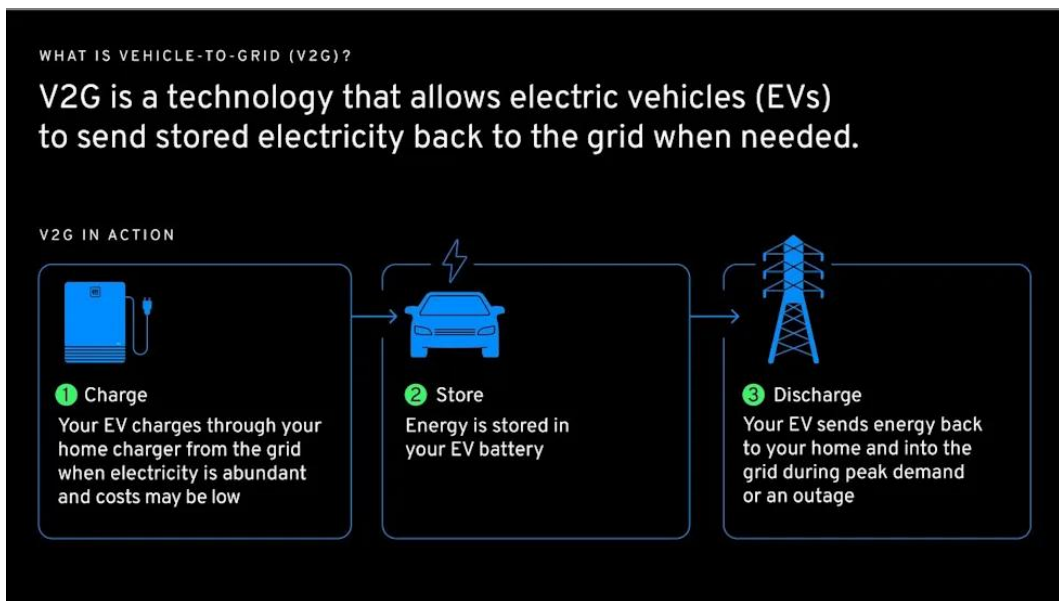 WHAT IS VEHICLE-TO-GRID (V2G)?
V2G is a technology that allows electric vehicles (EVs)
to send stored electricity back to the grid when needed.
V2G IN ACTION
1 Charge
Your EV charges through your
home charger from the grid
when electricity is abundant
and costs may be low
2 Store
Energy is stored in
your EV battery
3 Discharge
Your EV sends energy back
to your home and into the
grid during peak demand
or an outage